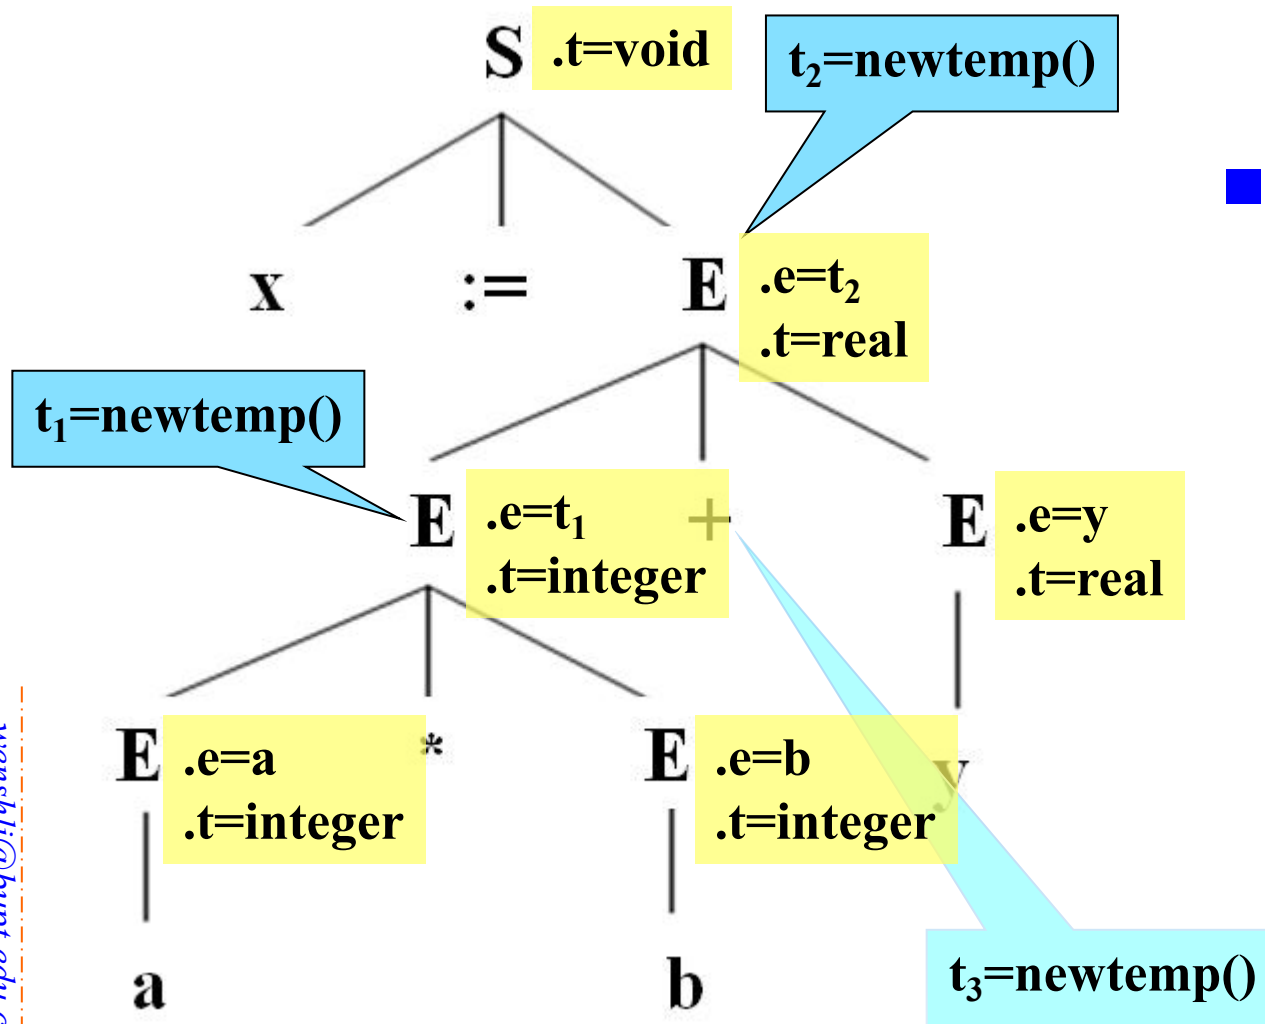 S .t=void
t₂=newtemp()
x := E .e=t₂
.t=real
t₁=newtemp()
E .e=t₁ + E .e=y
.t=integer .t=real
E .e=a * E .e=b y
.t=integer .t=integer
a b
t₃=newtemp()